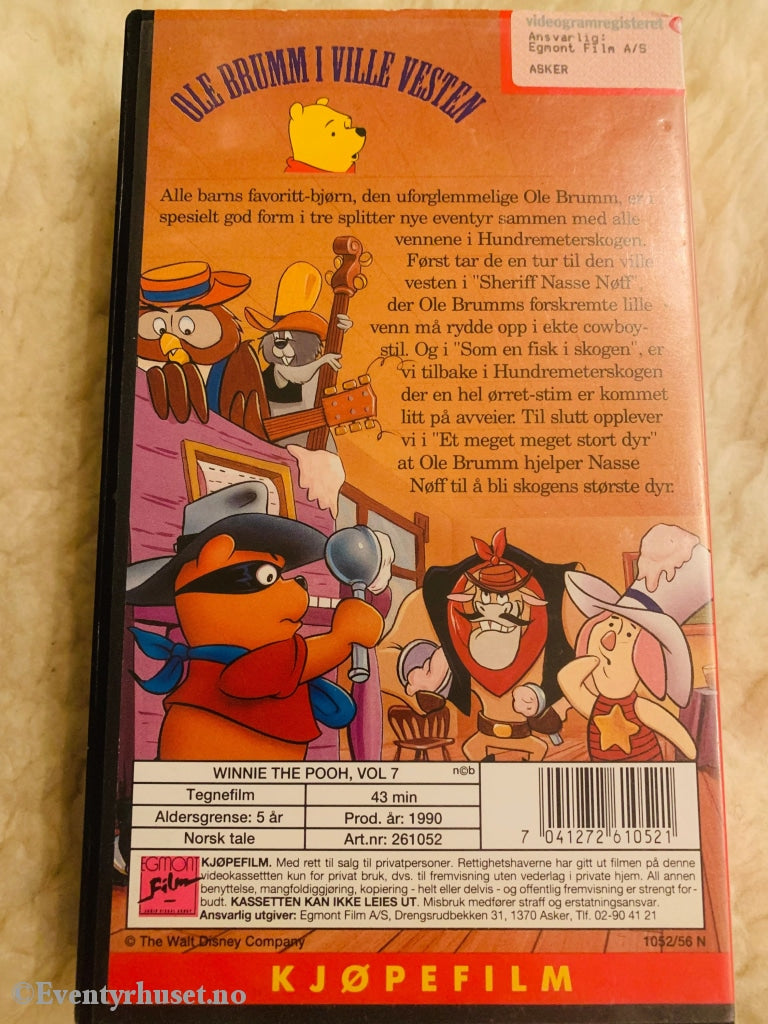 videogramregisteret
Ansvarlig:
Egmont Film A/S
ASKER
OLE BRUMM I VILLE VESTEN
Alle barns favoritt-bjørn, den uforglemmelige Ole Brumm, er i
spesielt god form i tre splitter nye eventyr sammen med alle
vennene i Hundremeterskogen.
Først tar de en tur til den ville
vesten i "Sheriff Nasse Nøff",
der Ole Brumms forskremte lille
venn må rydde opp i ekte cowboy-
stil. Og i "Som en fisk i skogen", er
vi tilbake i Hundremeterskogen
der en hel ørret-stim er kommet
litt på avveier. Til slutt opplever
vi i "Et meget meget stort dyr"
at Ole Brumm hjelper Nasse
Nøff til å bli skogens største dyr.
WINNIE THE POOH, VOL 7 n©b
Tegnefilm 43 min
Aldersgrense: 5 år Prod. år: 1990
Norsk tale Art.nr: 261052
7 041272 610521
EGMONT
Film
KJØPEFILM. Med rett til salg til privatpersoner. Rettighetshaverne har gitt ut filmen på denne
videokassettten kun for privat bruk, dvs. til fremvisning uten vederlag i private hjem. All annen
benyttelse, mangfoldiggjøring, kopiering - helt eller delvis - og offentlig fremvisning er strengt for-
budt. KASSETTEN KAN IKKE LEIES UT. Misbruk medfører straff og erstatningsansvar.
Ansvarlig utgiver: Egmont Film A/S, Drengsrudbekken 31, 1370 Asker, Tlf. 02-90 41 21
© The Walt Disney Company 1052/56 N
KJØPEFILM
©Eventyrhuset.no